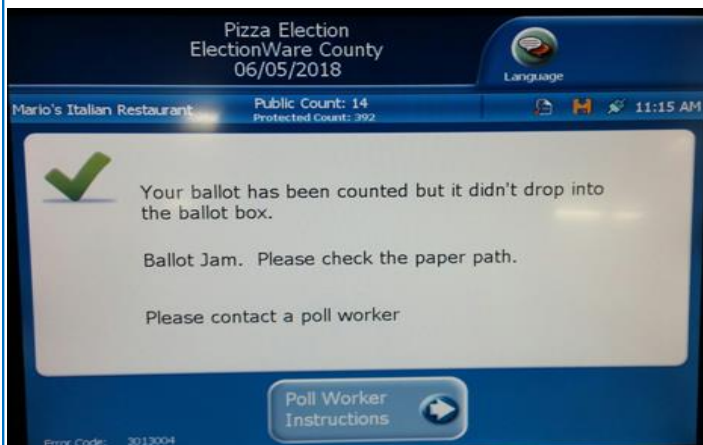 Pizza Election
ElectionWare County
06/05/2018
Language
Mario's Italian Restaurant
Public Count: 14
Protected Count: 392
11:15 AM
Your ballot has been counted but it didn't drop into
the ballot box.
Ballot Jam. Please check the paper path.
Please contact a poll worker
Poll Worker
Instructions
Error Code: 3013004